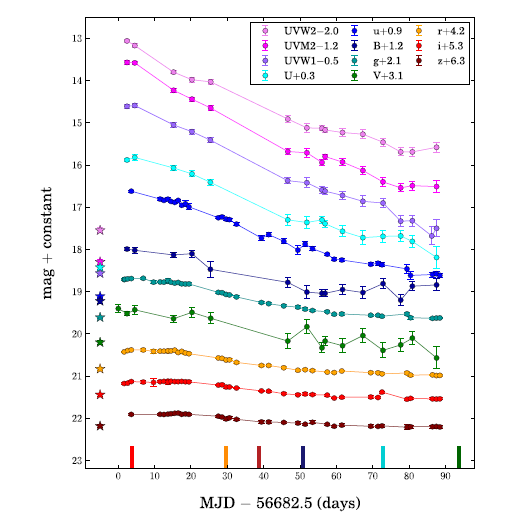 UVW2−2.0
UVM2−1.2
UVW1−0.5
U+0.3
u+0.9
B+1.2
g+2.1
V+3.1
r+4.2
i+5.3
z+6.3
mag + constant
13
14
15
16
17
18
19
20
21
22
23
0 10 20 30 40 50 60 70 80 90
MJD − 56682.5 (days)